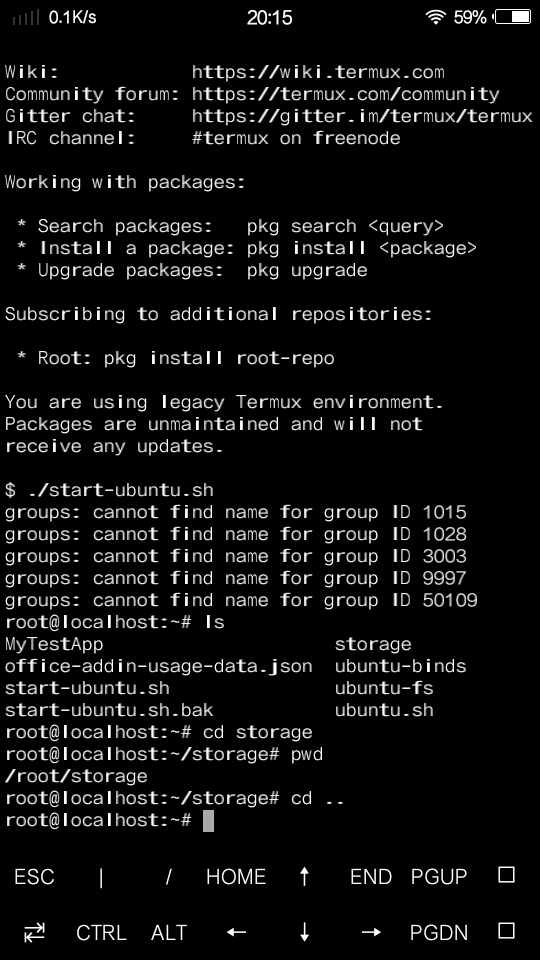 0.1K/s 20:15 59%
Wiki: https://wiki.termux.com
Community forum: https://termux.com/community
Gitter chat: https://gitter.im/termux/termux
IRC channel: #termux on freenode
Working with packages:
* Search packages: pkg search <query>
* Install a package: pkg install <package>
* Upgrade packages: pkg upgrade
Subscribing to additional repositories:
* Root: pkg install root-repo
You are using legacy Termux environment.
Packages are unmaintained and will not
receive any updates.
$ ./start-ubuntu.sh
groups: cannot find name for group ID 1015
groups: cannot find name for group ID 1028
groups: cannot find name for group ID 3003
groups: cannot find name for group ID 9997
groups: cannot find name for group ID 50109
root@localhost:~# ls
MyTestApp storage
office-addin-usage-data.json ubuntu-binds
start-ubuntu.sh ubuntu-fs
start-ubuntu.sh.bak ubuntu.sh
root@localhost:~# cd storage
root@localhost:~/storage# pwd
/root/storage
root@localhost:~/storage# cd ..
root@localhost:~#
ESC | / HOME ↑ END PGUP
⇄ CTRL ALT ← ↓ → PGDN